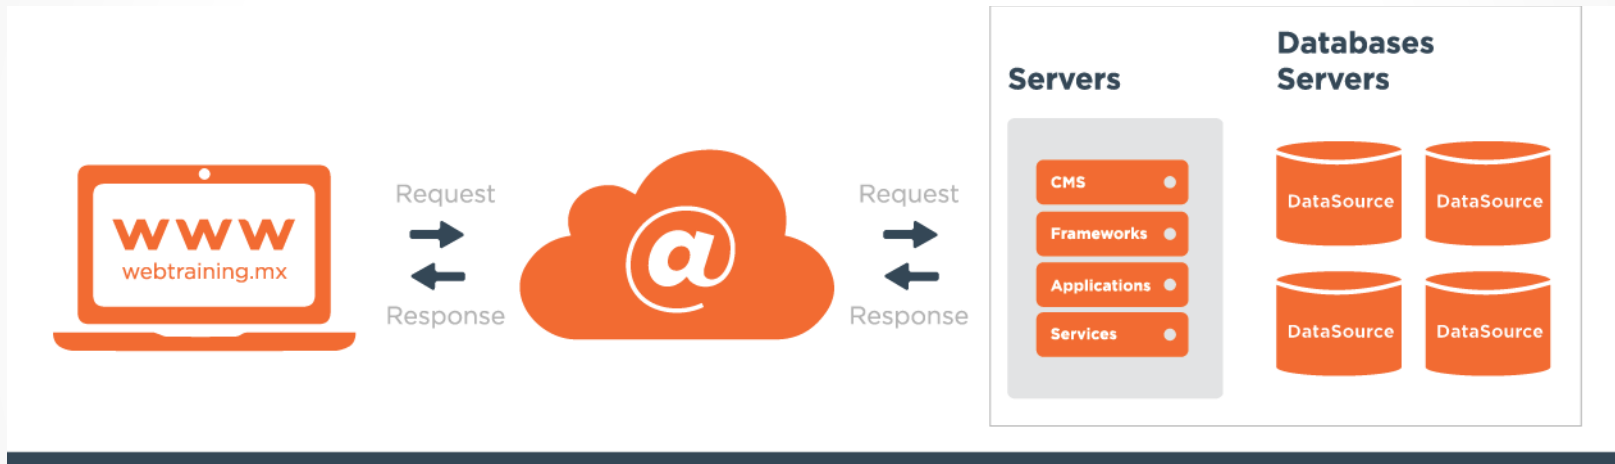 www
webtraining.mx
Request
Response
@
Request
Response
Servers
CMS
Frameworks
Applications
Services
Databases
Servers
DataSource
DataSource
DataSource
DataSource